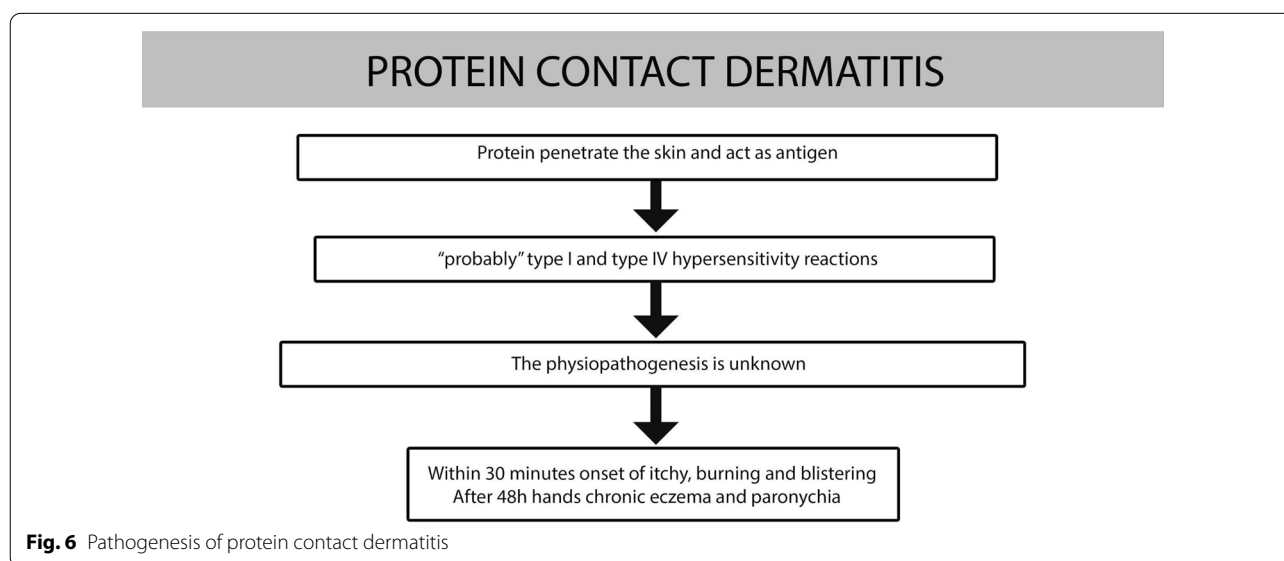 PROTEIN CONTACT DERMATITIS
Protein penetrate the skin and act as antigen
“probably” type I and type IV hypersensitivity reactions
The physiopathogenesis is unknown
Within 30 minutes onset of itchy, burning and blistering
After 48h hands chronic eczema and paronychia
Fig. 6 Pathogenesis of protein contact dermatitis